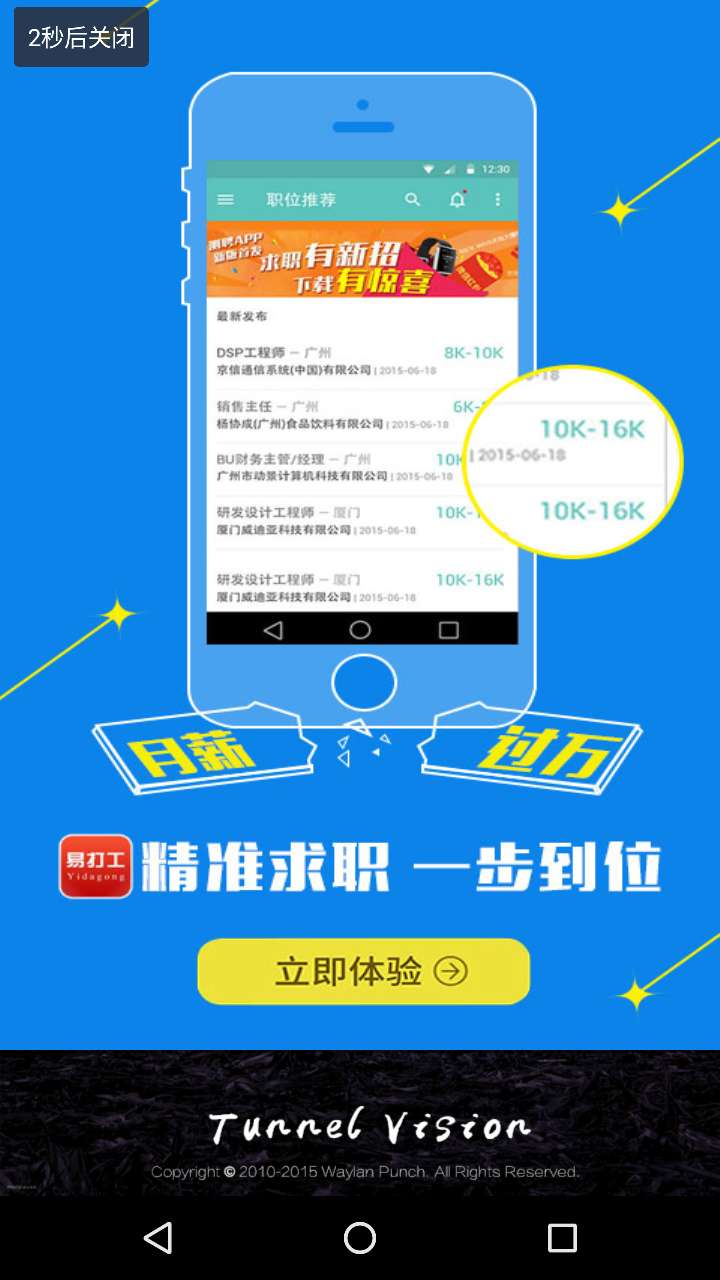 2秒后关闭
12:30
职位推荐
测聘APP
新版首发
求职有新招
下载有惊喜
最新发布
DSP工程师 – 广州 8K-10K
京信通信系统(中国)有限公司 | 2015-06-18
销售主任 – 广州 6K-
杨协成(广州)食品饮料有限公司 | 2015-06-18
BU财务主管/经理 – 广州 10K
广州市动景计算机科技有限公司 | 2015-06-18
研发设计工程师 – 厦门 10K-1
厦门威迪亚科技有限公司 | 2015-06-18
研发设计工程师 – 厦门 10K-16K
厦门威迪亚科技有限公司 | 2015-06-18
-18
10K-16K
| 2015-06-18
10K-16K
月薪 过万
易打工
Yidagong
精准求职 一步到位
立即体验
Tunnel Vision
Copyright © 2010-2015 Waylan Punch. All Rights Reserved.